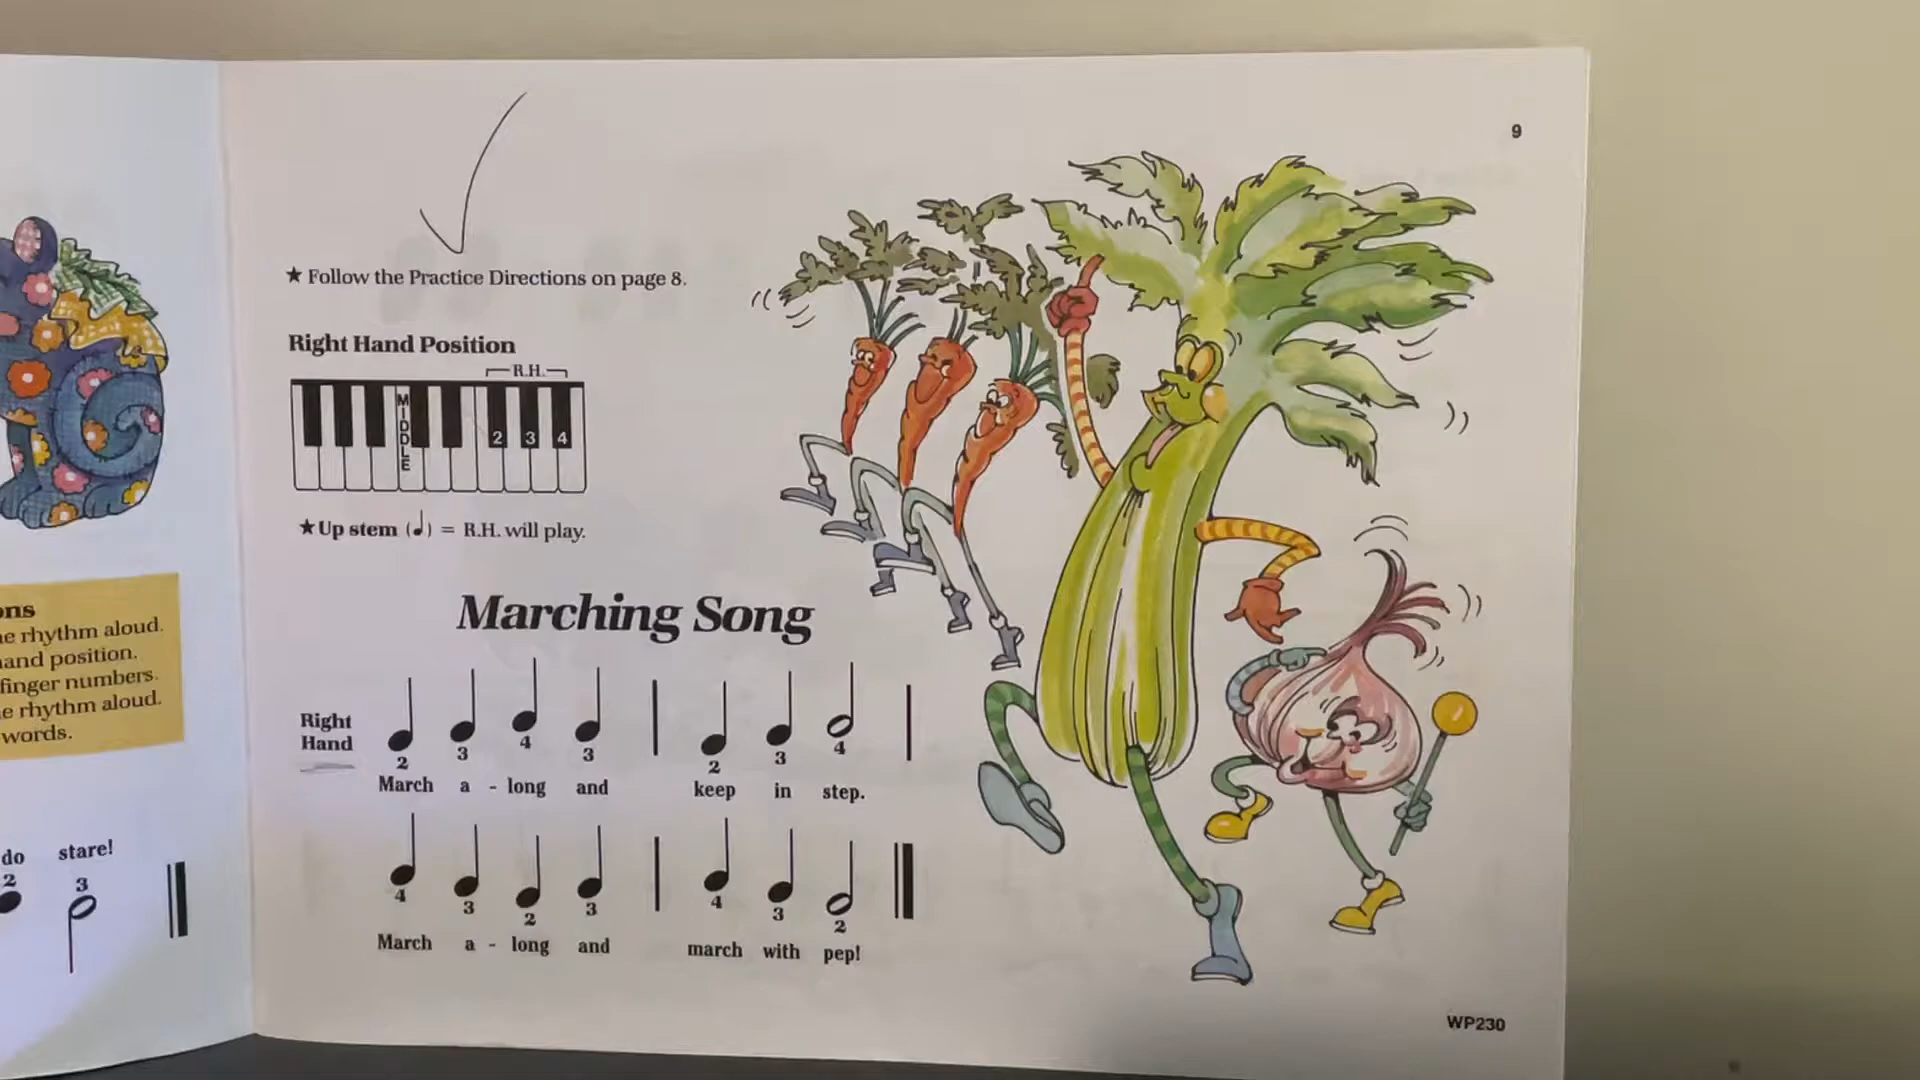 ons
e rhythm aloud.
and position.
finger numbers.
e rhythm aloud.
words.
do stare!
2 3
9
★ Follow the Practice Directions on page 8.
Right Hand Position
R.H.
MIDDLE
2 3 4
★ Up stem (♩) = R.H. will play.
Marching Song
Right
Hand
2 3 4 3 2 3 4
March a - long and keep in step.
4 3 2 3 4 3 2
March a - long and march with pep!
WP230